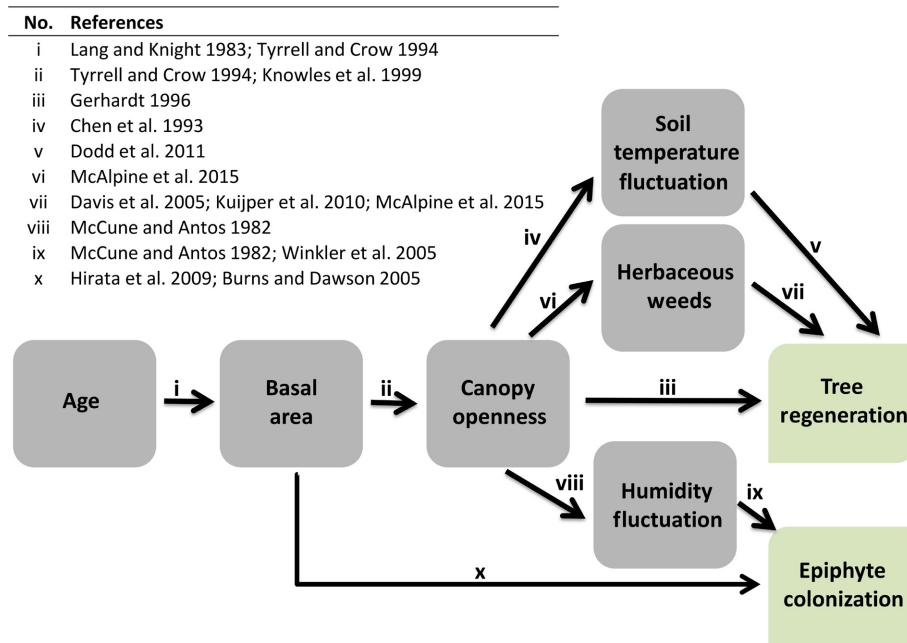 No. References
i Lang and Knight 1983; Tyrrell and Crow 1994
ii Tyrrell and Crow 1994; Knowles et al. 1999
iii Gerhardt 1996
iv Chen et al. 1993
v Dodd et al. 2011
vi McAlpine et al. 2015
vii Davis et al. 2005; Kuijper et al. 2010; McAlpine et al. 2015
viii McCune and Antos 1982
ix McCune and Antos 1982; Winkler et al. 2005
x Hirata et al. 2009; Burns and Dawson 2005
Soil
temperature
fluctuation
iv
v
Herbaceous
weeds
vi
vii
Age
i
Basal
area
ii
Canopy
openness
iii
Tree
regeneration
viii
Humidity
fluctuation
ix
x
Epiphyte
colonization